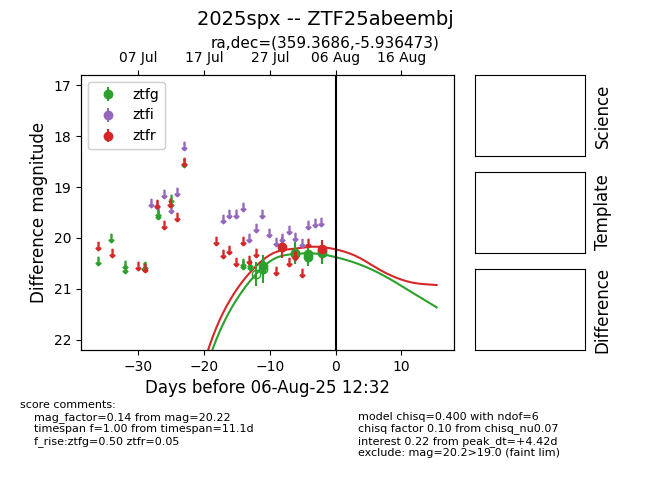 2025spx -- ZTF25abeembj
ra,dec=(359.3686,-5.936473)
07 Jul 17 Jul 27 Jul 06 Aug 16 Aug
ztfg
ztfi
ztfr
17
18
19
20
21
22
Difference magnitude
−30 −20 −10 0 10
Days before 06-Aug-25 12:32
Science
Template
Difference
score comments:
mag_factor=0.14 from mag=20.22
timespan f=1.00 from timespan=11.1d
f_rise:ztfg=0.50 ztfr=0.05
model chisq=0.400 with ndof=6
chisq factor 0.10 from chisq_nu0.07
interest 0.22 from peak_dt=+4.42d
exclude: mag=20.2>19.0 (faint lim)